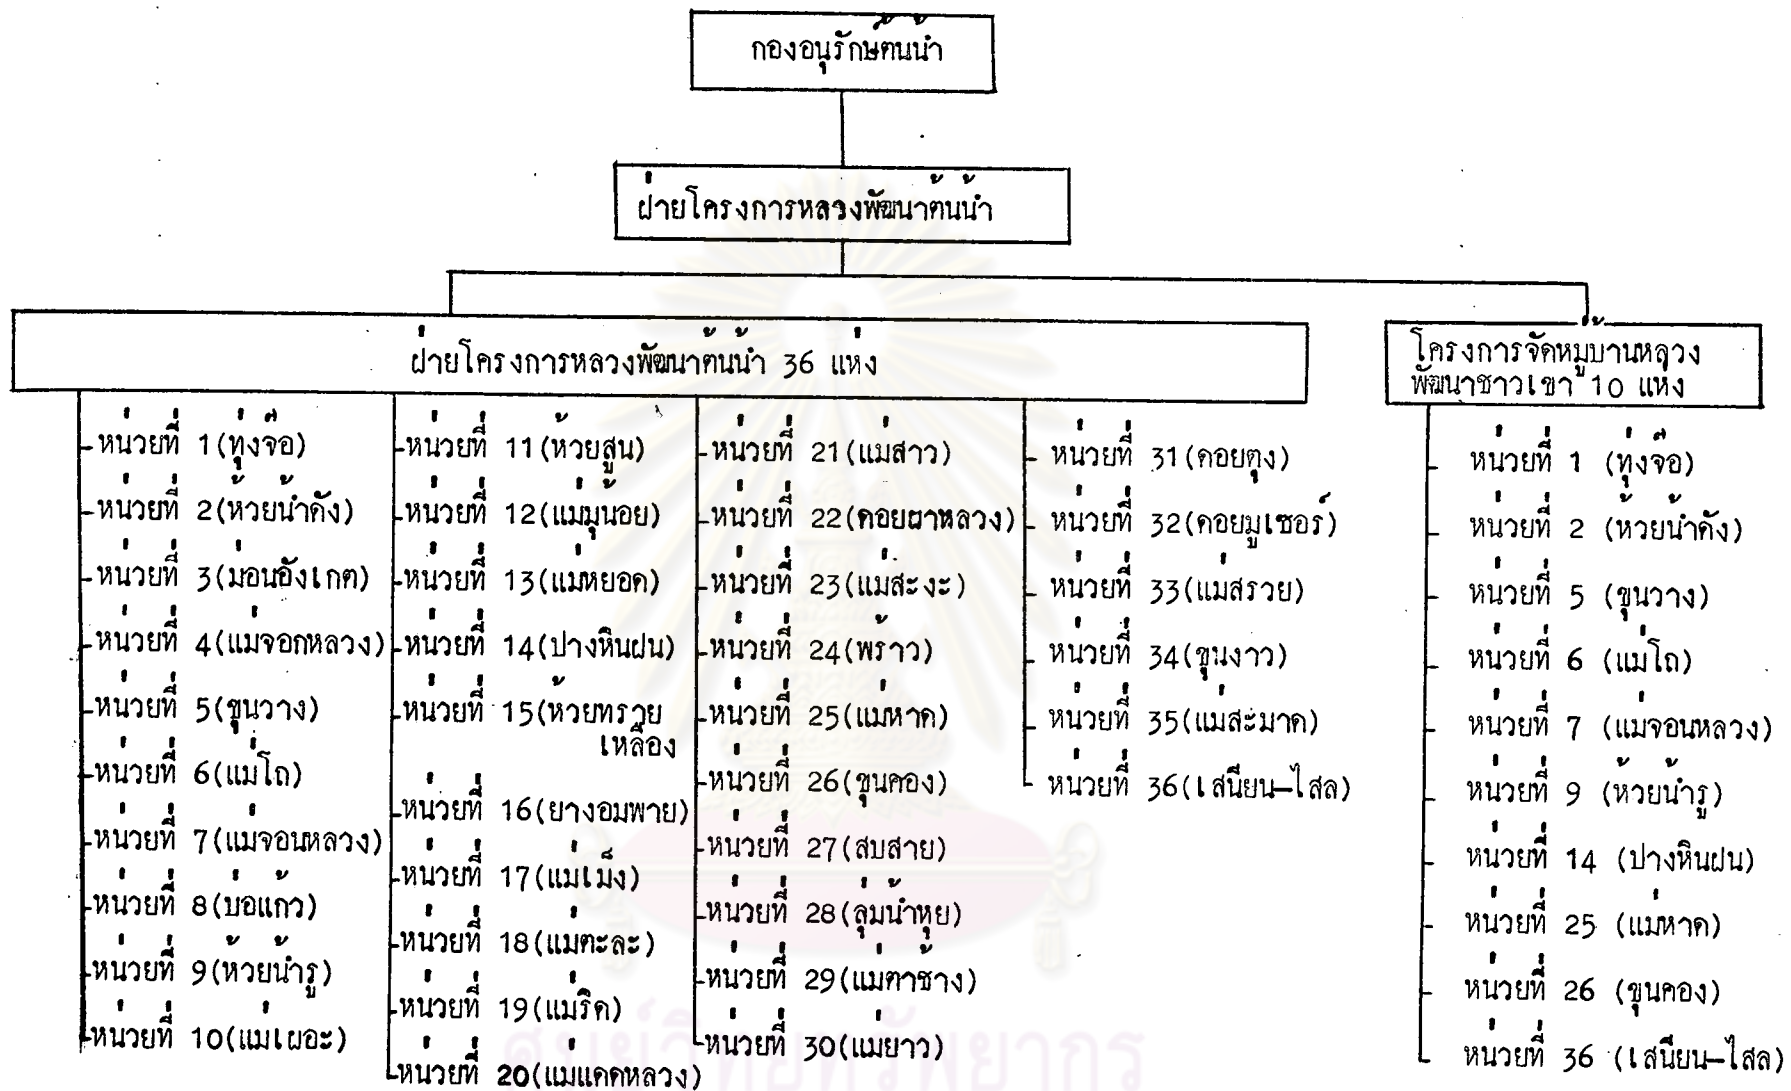 กองอนุรักษ์ต้นน้ำ
ฝ่ายโครงการหลวงพัฒนาต้นน้ำ
ฝ่ายโครงการหลวงพัฒนาต้นน้ำ 36 แห่ง
หน่วยที่ 1(ทุ่งจ๊อ)
หน่วยที่ 2(ห้วยน้ำดัง)
หน่วยที่ 3(ม่อนอังเกต)
หน่วยที่ 4(แม่จอกหลวง)
หน่วยที่ 5(ขุนวาง)
หน่วยที่ 6(แม่โถ)
หน่วยที่ 7(แม่จอนหลวง)
หน่วยที่ 8(บ่อแก้ว)
หน่วยที่ 9(ห้วยน้ำรู)
หน่วยที่ 10(แม่เผอะ)
หน่วยที่ 11(ห้วยสูน)
หน่วยที่ 12(แม่มุน้อย)
หน่วยที่ 13(แม่หยอด)
หน่วยที่ 14(ปางหินฝน)
หน่วยที่ 15(ห้วยทราย
เหลือง
หน่วยที่ 16(ยางอมพาย)
หน่วยที่ 17(แม่เม็ง)
หน่วยที่ 18(แม่ตะละ)
หน่วยที่ 19(แม่ริด)
หน่วยที่ 20(แม่แดดหลวง)
หน่วยที่ 21(แม่สาว)
หน่วยที่ 22(ดอยผาหลวง)
หน่วยที่ 23(แม่สะงะ)
หน่วยที่ 24(พร้าว)
หน่วยที่ 25(แม่หาด)
หน่วยที่ 26(ขุนคอง)
หน่วยที่ 27(สบสาย)
หน่วยที่ 28(ลุ่มน้ำหุย)
หน่วยที่ 29(แม่ตาช้าง)
หน่วยที่ 30(แม่ยาว)
หน่วยที่ 31(ดอยตุง)
หน่วยที่ 32(ดอยมูเซอร์)
หน่วยที่ 33(แม่สรวย)
หน่วยที่ 34(ขุนงาว)
หน่วยที่ 35(แม่สะมาด)
หน่วยที่ 36(เสนียน-ไสล)
โครงการจัดหมู่บ้านหลวง
พัฒนาชาวเขา 10 แห่ง
หน่วยที่ 1 (ทุ่งจ๊อ)
หน่วยที่ 2 (ห้วยน้ำดัง)
หน่วยที่ 5 (ขุนวาง)
หน่วยที่ 6 (แม่โถ)
หน่วยที่ 7 (แม่จอนหลวง)
หน่วยที่ 9 (ห้วยน้ำรู)
หน่วยที่ 14 (ปางหินฝน)
หน่วยที่ 25 (แม่หาด)
หน่วยที่ 26 (ขุนคอง)
หน่วยที่ 36 (เสนียน-ไสล)
ศูนย์วิทยทรัพยากร